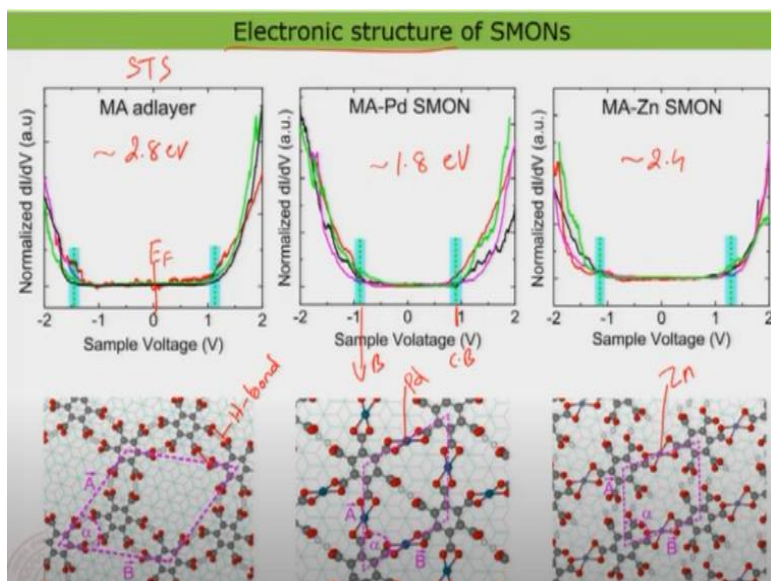 Electronic structure of SMONs
STS
MA adlayer
~ 2.8 eV
EF
Normalized dI/dV (a.u)
-2 -1 0 1 2
Sample Voltage (V)
MA-Pd SMON
~ 1.8 eV
Normalized dI/dV (a.u.)
-2 -1 0 1 2
Sample Voltage (V)
MA-Zn SMON
~ 2.4
Normalized dI/dV (a.u.)
-2 -1 0 1 2
Sample Voltage (V)
H-bond
A
α
B
VB
C.B
Pd
A
α
B
Zn
A
α
B